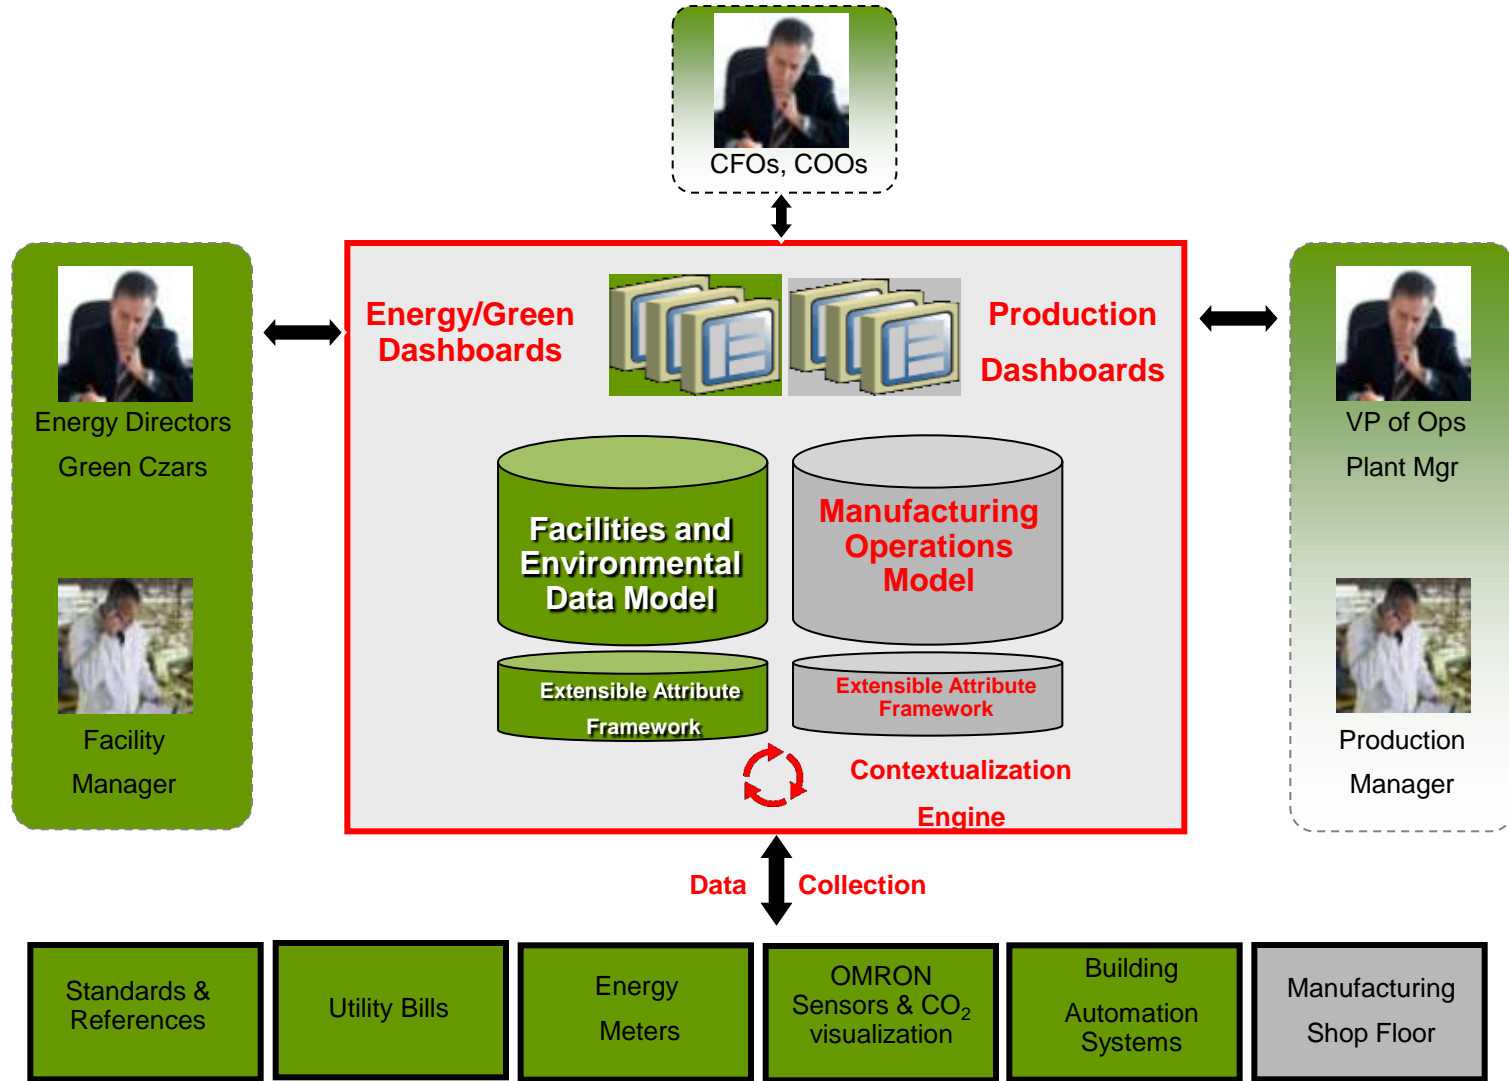 CFOs, COOs
Energy/Green
Dashboards
Production
Dashboards
Energy Directors
Green Czars
Facility
Manager
VP of Ops
Plant Mgr
Production
Manager
Facilities and
Environmental
Data Model
Manufacturing
Operations
Model
Extensible Attribute
Framework
Extensible Attribute
Framework
Contextualization
Engine
Data Collection
Standards &
References
Utility Bills
Energy
Meters
OMRON
Sensors & CO₂
visualization
Building
Automation
Systems
Manufacturing
Shop Floor